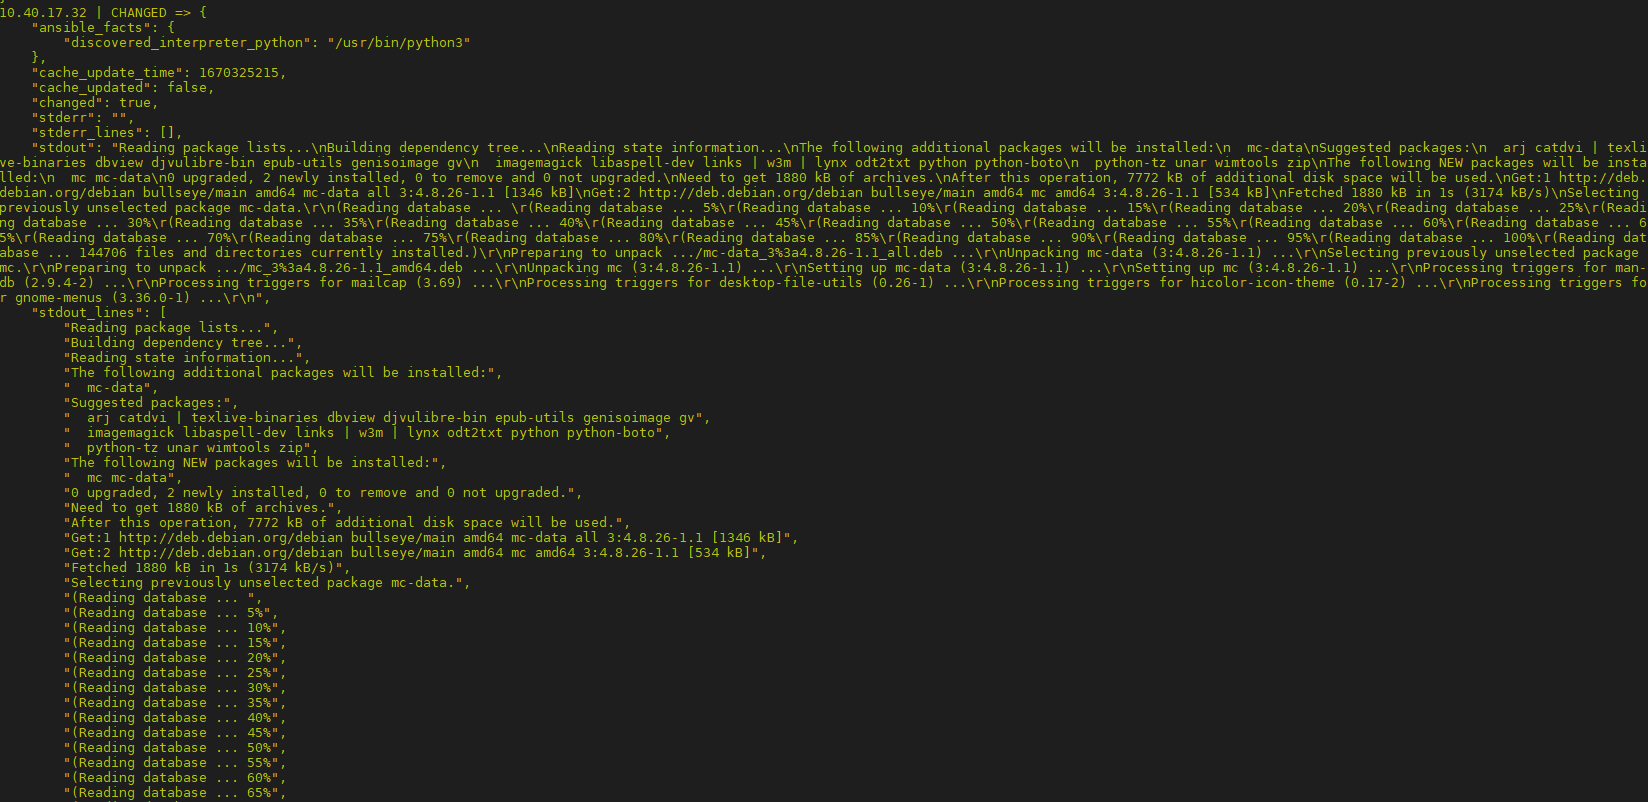 10.40.17.32 | CHANGED => {
    "ansible_facts": {
        "discovered_interpreter_python": "/usr/bin/python3"
    },
    "cache_update_time": 1670325215,
    "cache_updated": false,
    "changed": true,
    "stderr": "",
    "stderr_lines": [],
    "stdout": "Reading package lists...\nBuilding dependency tree...\nReading state information...\nThe following additional packages will be installed:\n  mc-data\nSuggested packages:\n  arj catdvi | texli
ve-binaries dbview djvulibre-bin epub-utils genisoimage gv\n  imagemagick libaspell-dev links | w3m | lynx odt2txt python python-boto\n  python-tz unar wimtools zip\nThe following NEW packages will be insta
lled:\n  mc mc-data\n0 upgraded, 2 newly installed, 0 to remove and 0 not upgraded.\nNeed to get 1880 kB of archives.\nAfter this operation, 7772 kB of additional disk space will be used.\nGet:1 http://deb.
debian.org/debian bullseye/main amd64 mc-data all 3:4.8.26-1.1 [1346 kB]\nGet:2 http://deb.debian.org/debian bullseye/main amd64 mc amd64 3:4.8.26-1.1 [534 kB]\nFetched 1880 kB in 1s (3174 kB/s)\nSelecting 
previously unselected package mc-data.\r\n(Reading database ... \r(Reading database ... 5%\r(Reading database ... 10%\r(Reading database ... 15%\r(Reading database ... 20%\r(Reading database ... 25%\r(Readi
ng database ... 30%\r(Reading database ... 35%\r(Reading database ... 40%\r(Reading database ... 45%\r(Reading database ... 50%\r(Reading database ... 55%\r(Reading database ... 60%\r(Reading database ... 6
5%\r(Reading database ... 70%\r(Reading database ... 75%\r(Reading database ... 80%\r(Reading database ... 85%\r(Reading database ... 90%\r(Reading database ... 95%\r(Reading database ... 100%\r(Reading dat
abase ... 144706 files and directories currently installed.)\r\nPreparing to unpack .../mc-data_3%3a4.8.26-1.1_all.deb ...\r\nUnpacking mc-data (3:4.8.26-1.1) ...\r\nSelecting previously unselected package 
mc.\r\nPreparing to unpack .../mc_3%3a4.8.26-1.1_amd64.deb ...\r\nUnpacking mc (3:4.8.26-1.1) ...\r\nSetting up mc-data (3:4.8.26-1.1) ...\r\nSetting up mc (3:4.8.26-1.1) ...\r\nProcessing triggers for man-
db (2.9.4-2) ...\r\nProcessing triggers for mailcap (3.69) ...\r\nProcessing triggers for desktop-file-utils (0.26-1) ...\r\nProcessing triggers for hicolor-icon-theme (0.17-2) ...\r\nProcessing triggers fo
r gnome-menus (3.36.0-1) ...\r\n",
    "stdout_lines": [
        "Reading package lists...",
        "Building dependency tree...",
        "Reading state information...",
        "The following additional packages will be installed:",
        "  mc-data",
        "Suggested packages:",
        "  arj catdvi | texlive-binaries dbview djvulibre-bin epub-utils genisoimage gv",
        "  imagemagick libaspell-dev links | w3m | lynx odt2txt python python-boto",
        "  python-tz unar wimtools zip",
        "The following NEW packages will be installed:",
        "  mc mc-data",
        "0 upgraded, 2 newly installed, 0 to remove and 0 not upgraded.",
        "Need to get 1880 kB of archives.",
        "After this operation, 7772 kB of additional disk space will be used.",
        "Get:1 http://deb.debian.org/debian bullseye/main amd64 mc-data all 3:4.8.26-1.1 [1346 kB]",
        "Get:2 http://deb.debian.org/debian bullseye/main amd64 mc amd64 3:4.8.26-1.1 [534 kB]",
        "Fetched 1880 kB in 1s (3174 kB/s)",
        "Selecting previously unselected package mc-data.",
        "(Reading database ... ",
        "(Reading database ... 5%",
        "(Reading database ... 10%",
        "(Reading database ... 15%",
        "(Reading database ... 20%",
        "(Reading database ... 25%",
        "(Reading database ... 30%",
        "(Reading database ... 35%",
        "(Reading database ... 40%",
        "(Reading database ... 45%",
        "(Reading database ... 50%",
        "(Reading database ... 55%",
        "(Reading database ... 60%",
        "(Reading database ... 65%",